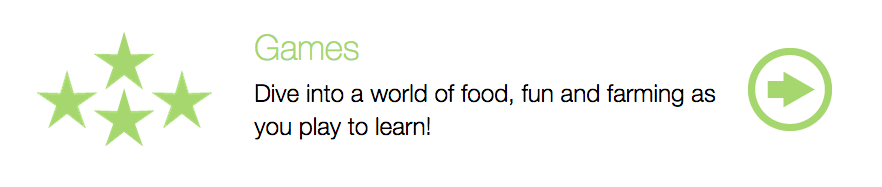 Games
Dive into a world of food, fun and farming as
you play to learn!